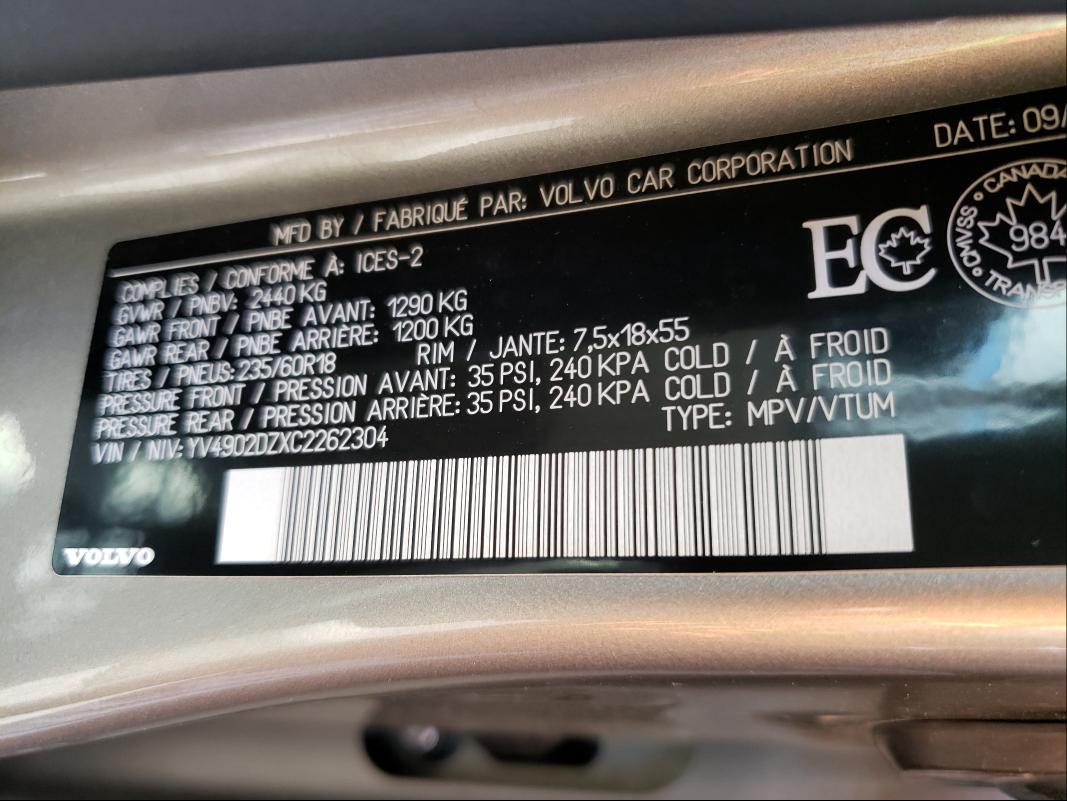 MFD BY / FABRIQUÉ PAR: VOLVO CAR CORPORATION DATE: 09/
COMPLIES / CONFORME À: ICES-2
GVWR / PNBV: 2440 KG
GAWR FRONT / PNBE AVANT: 1290 KG
GAWR REAR / PNBE ARRIÈRE: 1200 KG
TIRES / PNEUS: 235/60R18 RIM / JANTE: 7,5x18x55
PRESSURE FRONT / PRESSION AVANT: 35 PSI, 240 KPA COLD / À FROID
PRESSURE REAR / PRESSION ARRIÈRE: 35 PSI, 240 KPA COLD / À FROID
VIN / NIV: YV4902DZXC2262304 TYPE: MPV/VTUM
EC
CANADA
CMVSS
984
VOLVO